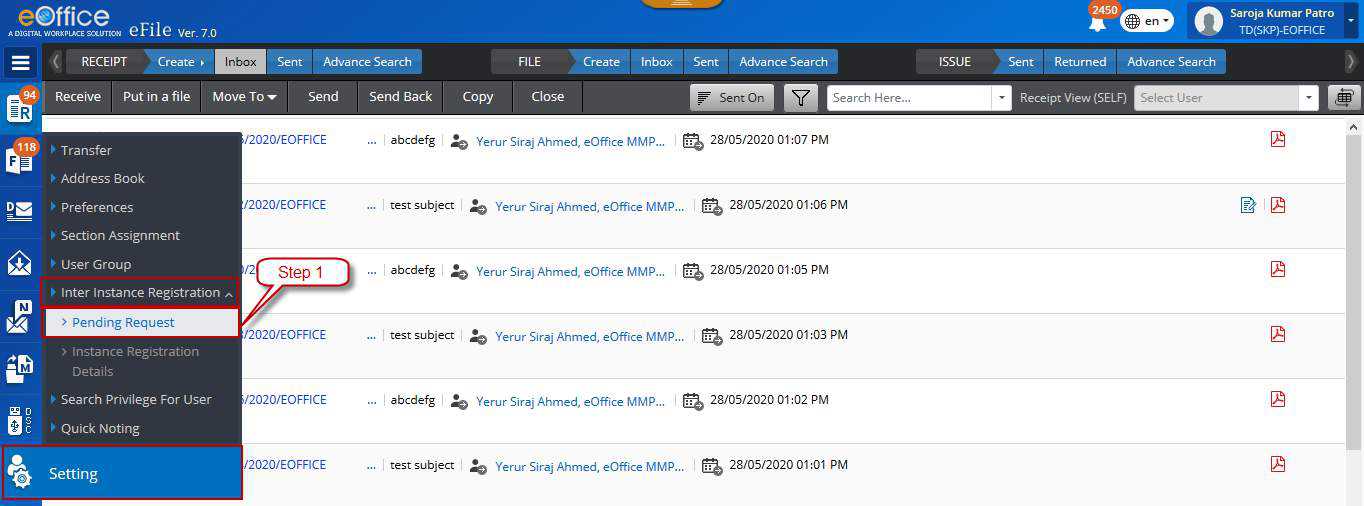 eOffice
A DIGITAL WORKPLACE SOLUTION
eFile Ver. 7.0
2450
en
Saroja Kumar Patro
TD(SKP)-EOFFICE
RECEIPT Create Inbox Sent Advance Search FILE Create Inbox Sent Advance Search ISSUE Sent Returned Advance Search
94
R
Receive Put in a file Move To Send Send Back Copy Close Sent On Search Here... Receipt View (SELF) Select User
118
F
D
N
M
D
S
C
Transfer
Address Book
Preferences
Section Assignment
User Group
Inter Instance Registration
Pending Request
Instance Registration
Details
Search Privilege For User
Quick Noting
Setting
Step 1
/2020/EOFFICE ... abcdefg Yerur Siraj Ahmed, eOffice MMP... 28/05/2020 01:07 PM
/2020/EOFFICE ... test subject Yerur Siraj Ahmed, eOffice MMP... 28/05/2020 01:06 PM
/2020/EOFFICE ... abcdefg Yerur Siraj Ahmed, eOffice MMP... 28/05/2020 01:05 PM
/2020/EOFFICE ... test subject Yerur Siraj Ahmed, eOffice MMP... 28/05/2020 01:03 PM
/2020/EOFFICE ... abcdefg Yerur Siraj Ahmed, eOffice MMP... 28/05/2020 01:02 PM
/2020/EOFFICE ... test subject Yerur Siraj Ahmed, eOffice MMP... 28/05/2020 01:01 PM